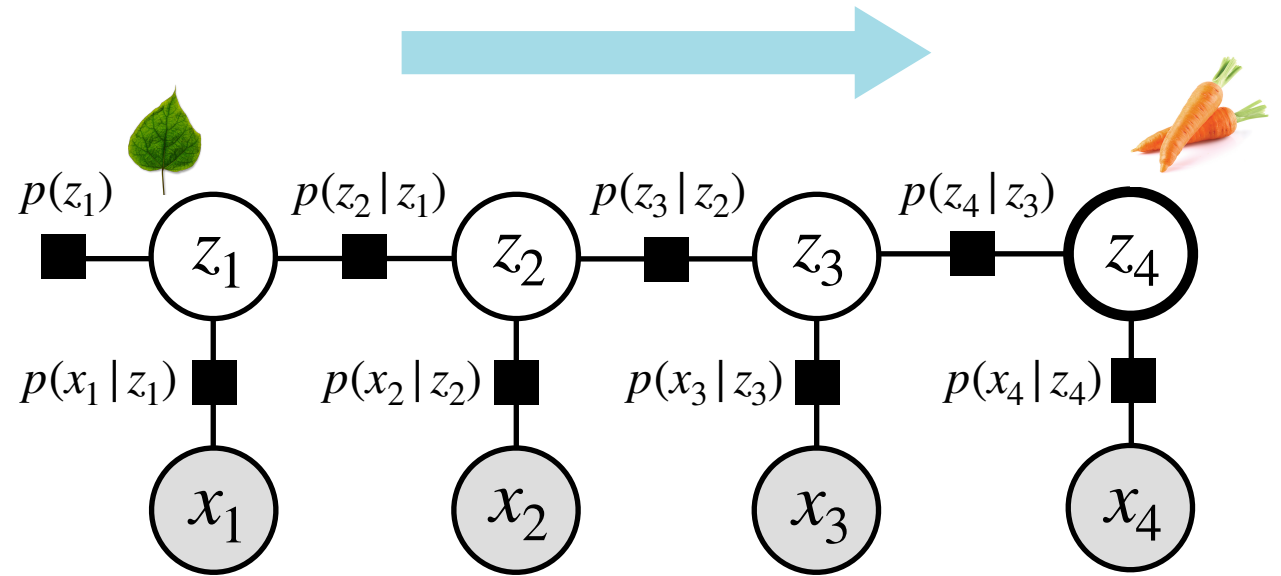 p(z₁) p(z₂|z₁) p(z₃|z₂) p(z₄|z₃)
z₁ z₂ z₃ z₄
p(x₁|z₁) p(x₂|z₂) p(x₃|z₃) p(x₄|z₄)
x₁ x₂ x₃ x₄